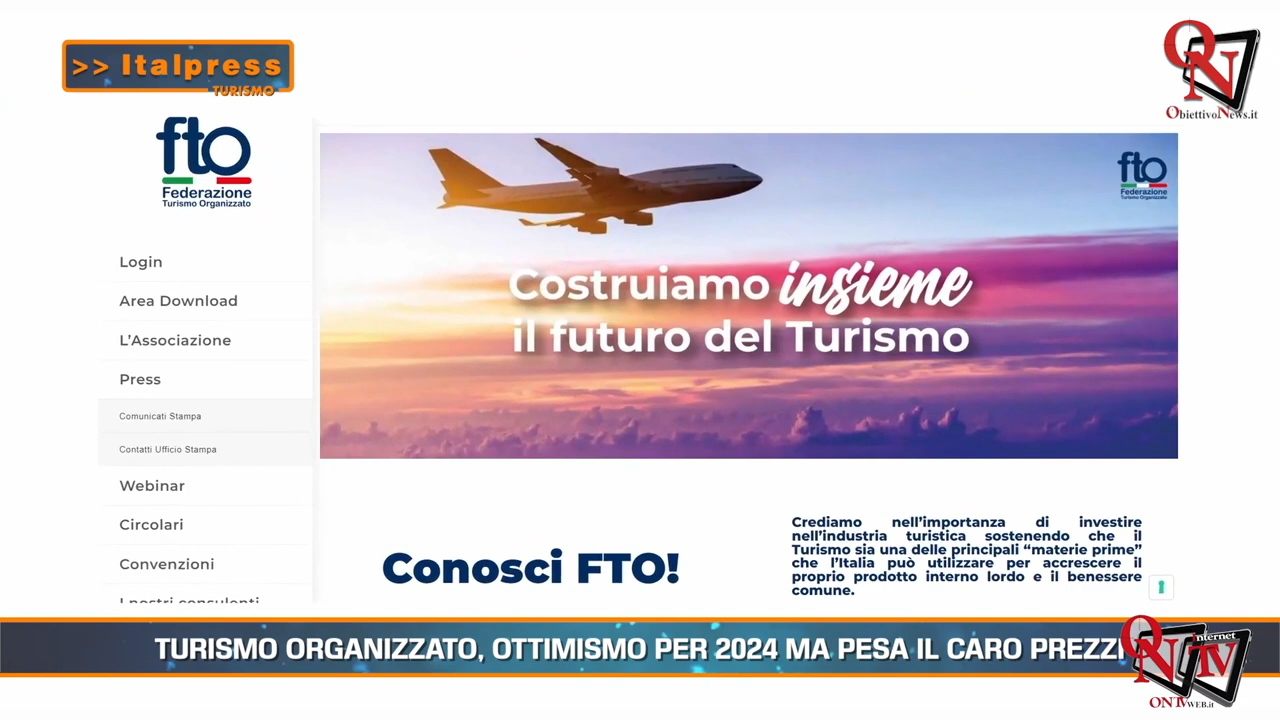 >> Italpress
TURISMO
ON
ObiettivoNews.it
fto
Federazione
Turismo Organizzato
Login
Area Download
L'Associazione
Press
Comunicati Stampa
Contatti Ufficio Stampa
Webinar
Circolari
Convenzioni
I nostri consulenti
fto
Federazione
Turismo Organizzato
Costruiamo insieme
il futuro del Turismo
Conosci FTO!
Crediamo nell'importanza di investire
nell'industria turistica sostenendo che il
Turismo sia una delle principali “materie prime”
che l'Italia può utilizzare per accrescere il
proprio prodotto interno lordo e il benessere
comune.
TURISMO ORGANIZZATO, OTTIMISMO PER 2024 MA PESA IL CARO PREZZI
internet
ON TV
ONTVWEB.it